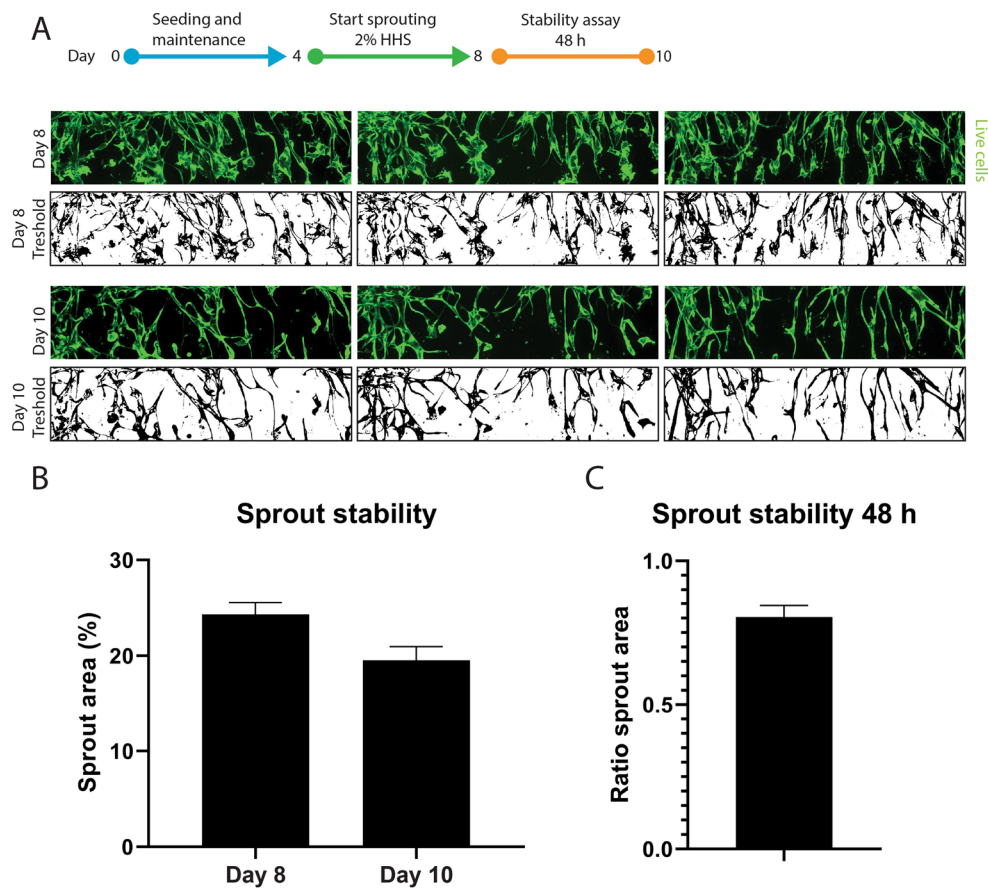 A
Seeding and
maintenance
Start sprouting
2% HHS
Stability assay
48 h
Day 0 4 8 10
Day 8
Live cells
Day 8
Treshold
Day 10
Day 10
Treshold
B
Sprout stability
Sprout area (%)
30
20
10
0
Day 8 Day 10
C
Sprout stability 48 h
Ratio sprout area
1.0
0.5
0.0